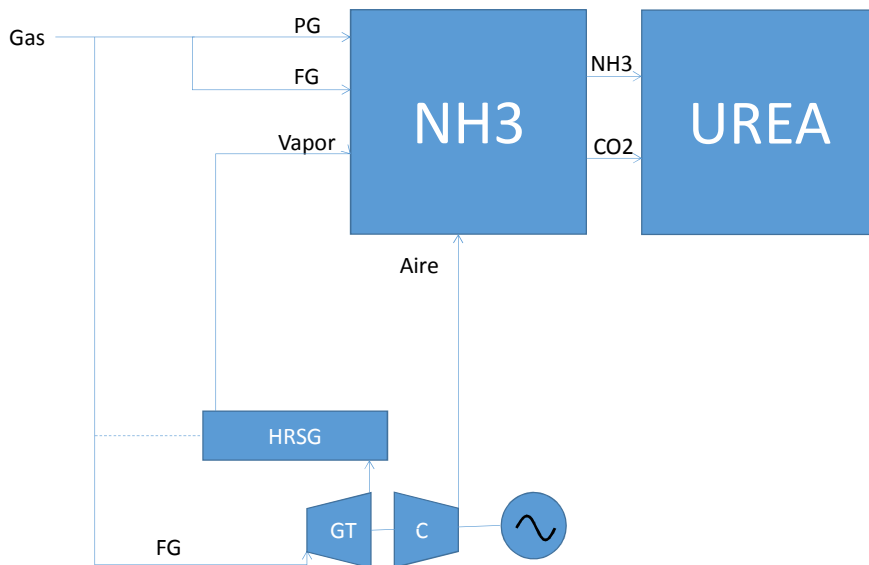 Gas
PG
FG
Vapor
NH3
NH3
CO2
UREA
Aire
HRSG
GT
C
FG